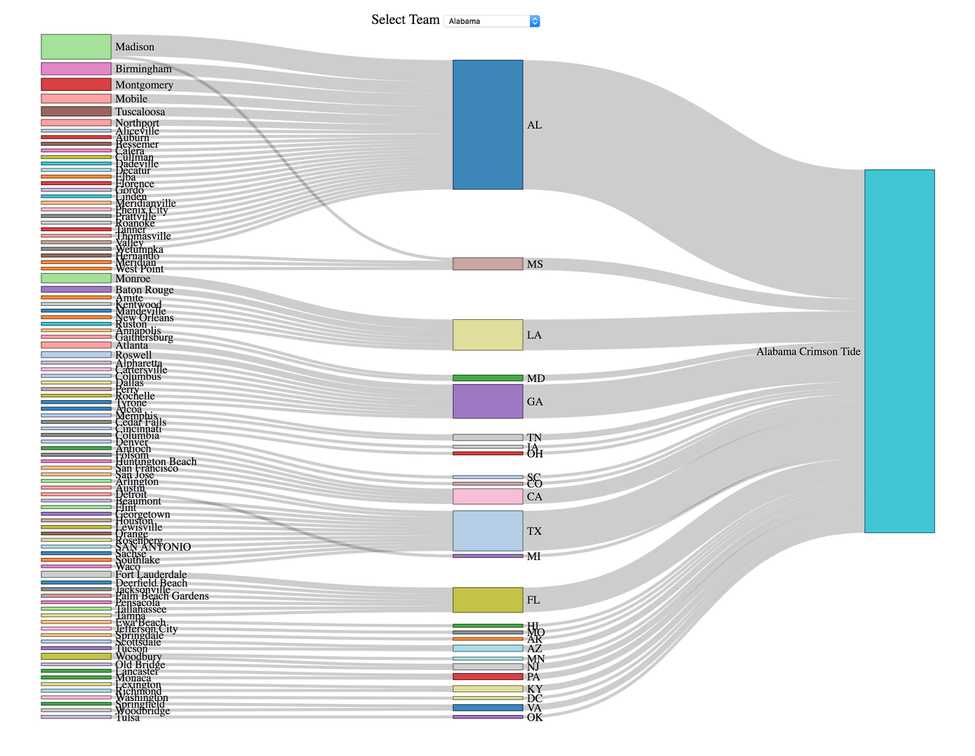 Select Team Alabama
Madison
Birmingham
Montgomery
Mobile
Tuscaloosa
Northport
Aliceville
Auburn
Bessemer
Calera
Cullman
Dadeville
Decatur
Elba
Florence
Gordo
Linden
Meridianville
Phenix City
Prattville
Roanoke
Tanner
Thomasville
Valley
Wetumpka
Hernando
Meridian
West Point
Monroe
Baton Rouge
Amite
Kentwood
Mandeville
New Orleans
Ruston
Annapolis
Gaithersburg
Atlanta
Roswell
Alpharetta
Cartersville
Columbus
Dallas
Perry
Rochelle
Tyrone
Alcoa
Memphis
Cedar Falls
Cincinnati
Columbia
Denver
Antioch
Folsom
Huntington Beach
San Francisco
San Jose
Arlington
Austin
Detroit
Beaumont
Flint
Georgetown
Houston
Lewisville
Orange
Rosenberg
SAN ANTONIO
Sachse
Southlake
Waco
Fort Lauderdale
Deerfield Beach
Jacksonville
Palm Beach Gardens
Pensacola
Tallahassee
Tampa
Ewa Beach
Jefferson City
Springdale
Scottsdale
Tucson
Woodbury
Old Bridge
Lancaster
Monaca
Lexington
Richmond
Washington
Springfield
Woodbridge
Tulsa
AL
MS
LA
MD
GA
TN
IA
OH
SC
CO
CA
TX
MI
FL
HI
MO
AR
AZ
MN
NJ
PA
KY
DC
VA
OK
Alabama Crimson Tide